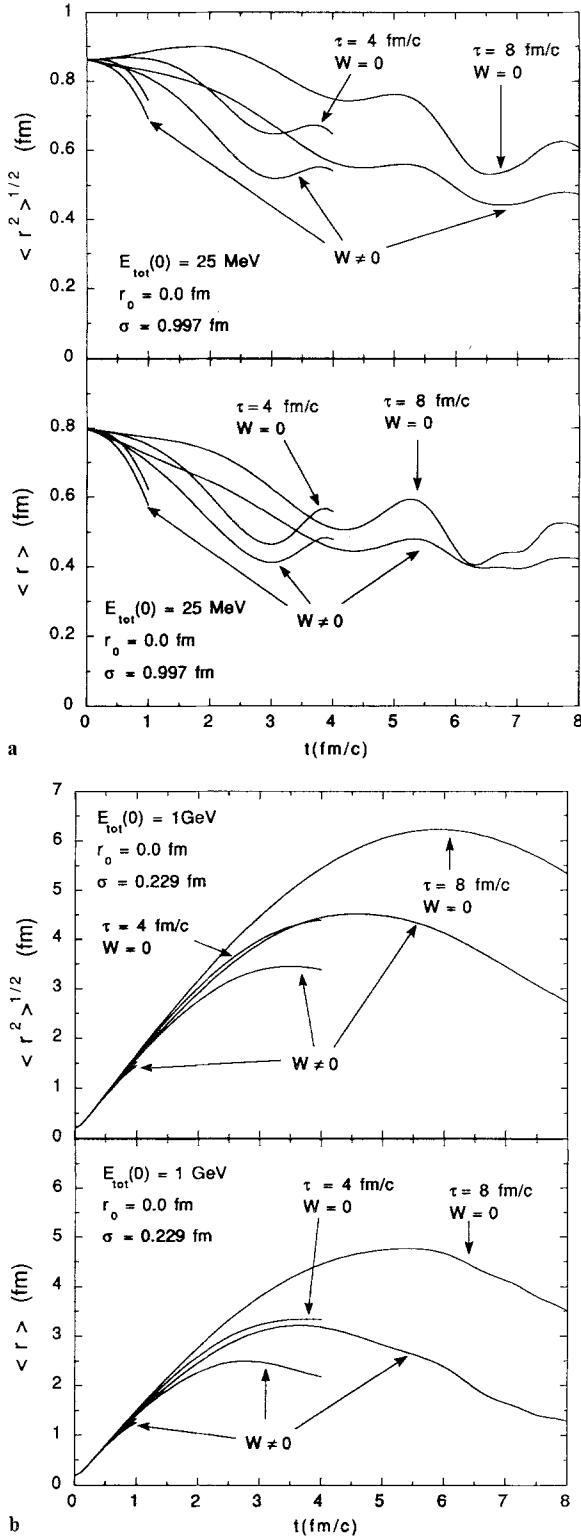 1
0.8
0.6
0.4
0.2
0
< r² >^1/2 (fm)
τ = 4 fm/c
W = 0
τ = 8 fm/c
W = 0
W ≠ 0
E_tot(0) = 25 MeV
r_o = 0.0 fm
σ = 0.997 fm
0.8
0.6
0.4
0.2
0
< r > (fm)
τ = 4 fm/c
W = 0
τ = 8 fm/c
W = 0
W ≠ 0
E_tot(0) = 25 MeV
r_o = 0.0 fm
σ = 0.997 fm
0 1 2 3 4 5 6 7 8
t(fm/c)
a
7
6
5
4
3
2
1
0
< r² >^1/2 (fm)
E_tot(0) = 1GeV
r_o = 0.0 fm
σ = 0.229 fm
τ = 4 fm/c
W = 0
τ = 8 fm/c
W = 0
W ≠ 0
6
5
4
3
2
1
0
< r > (fm)
E_tot(0) = 1 GeV
r_o = 0.0 fm
σ = 0.229 fm
τ = 4 fm/c
W = 0
τ = 8 fm/c
W = 0
W ≠ 0
0 1 2 3 4 5 6 7 8
t(fm/c)
b